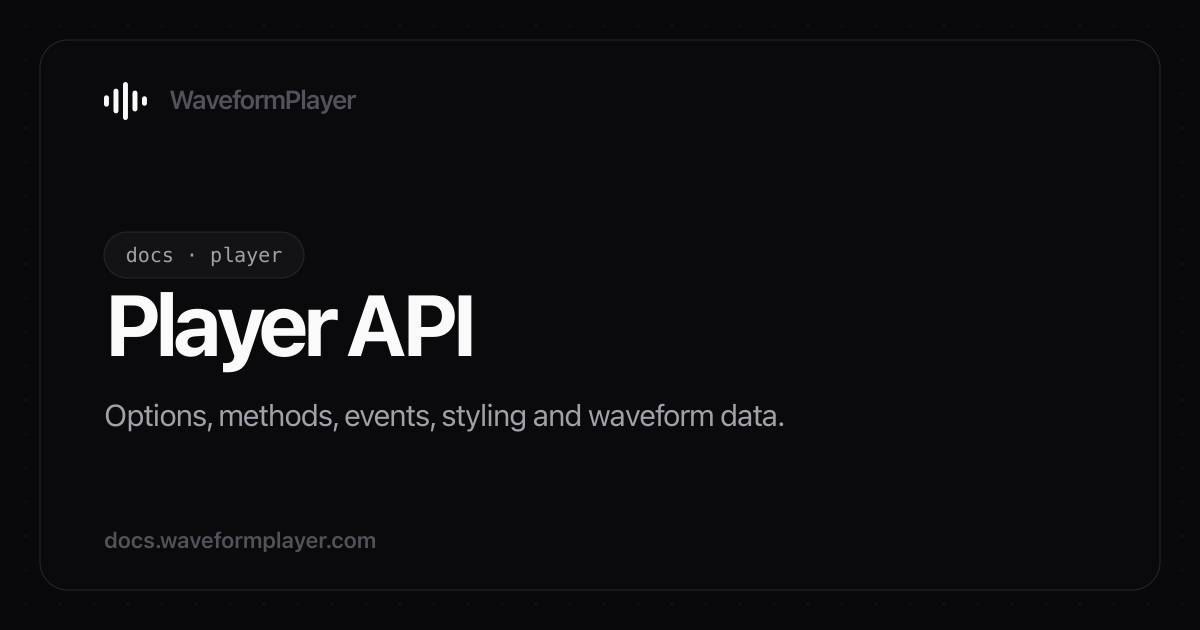 WaveformPlayer
docs · player
Player API
Options, methods, events, styling and waveform data.
docs.waveformplayer.com